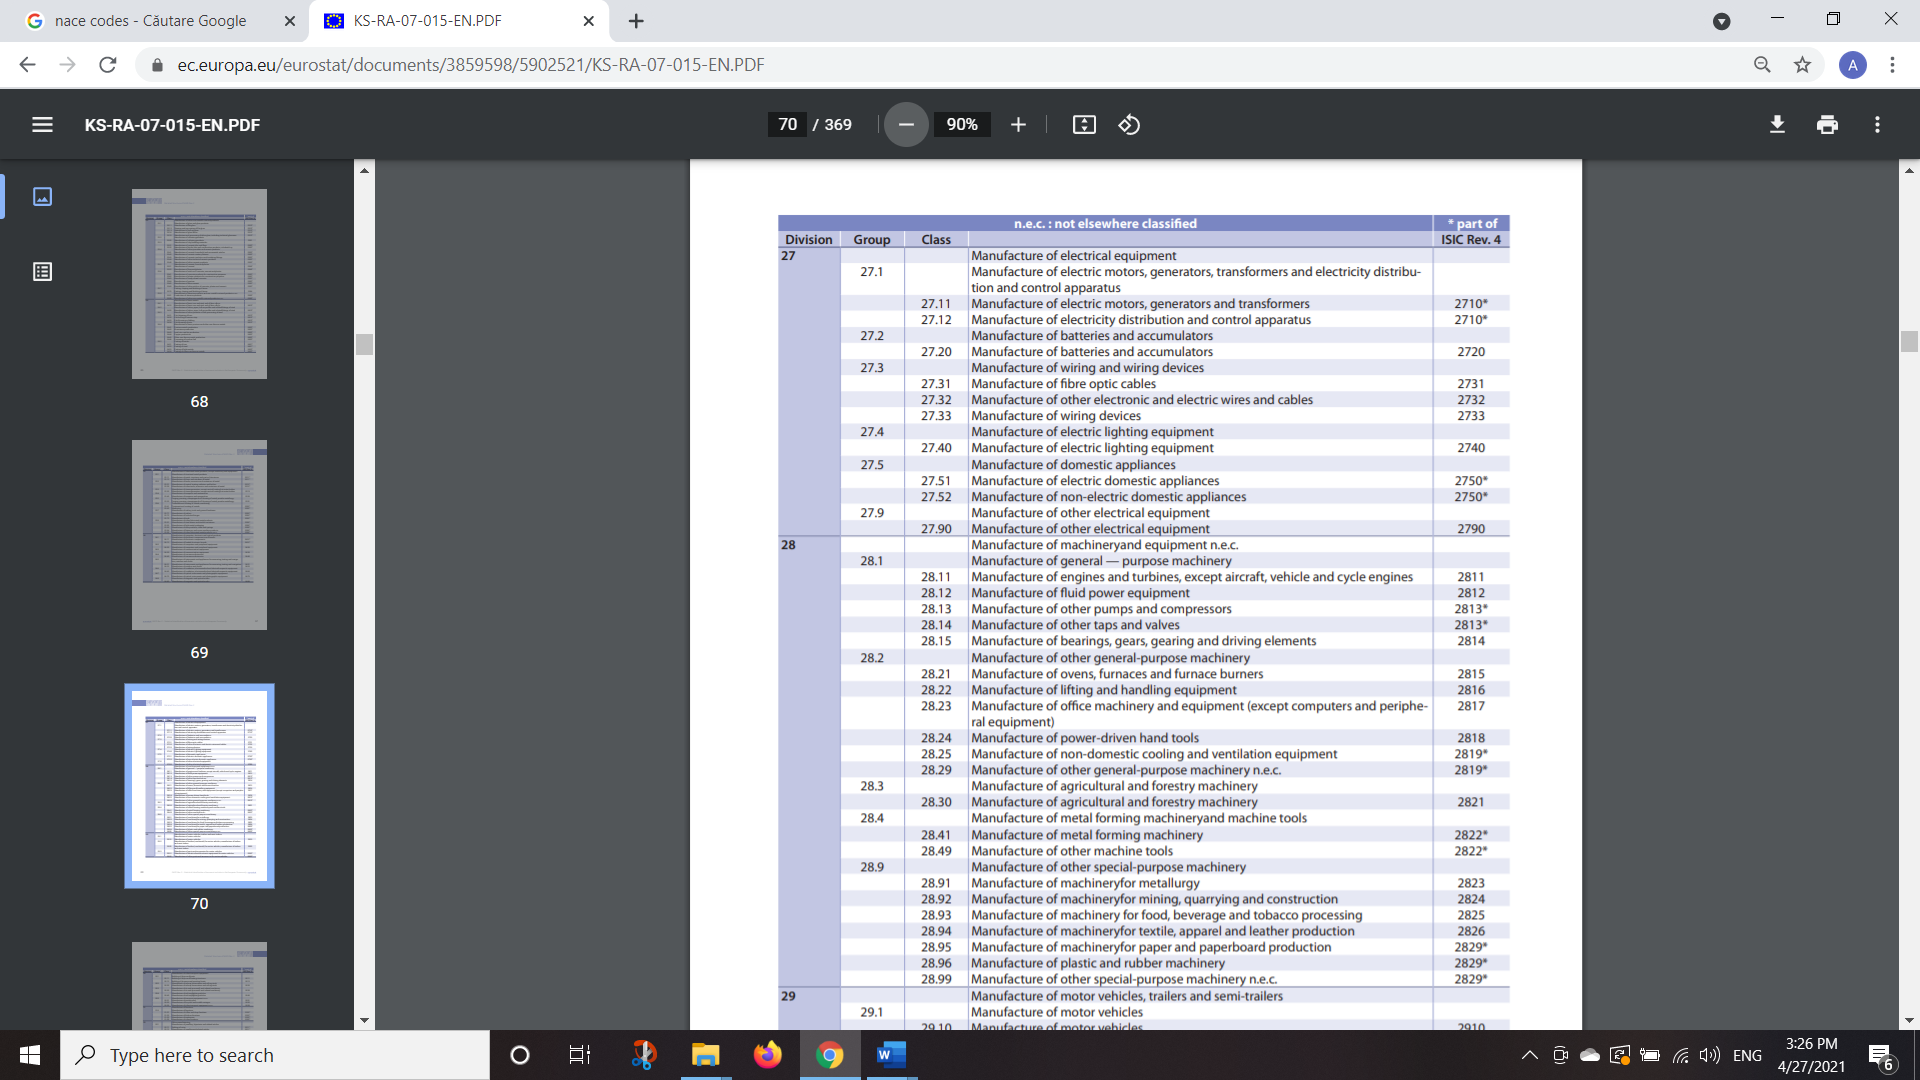 nace codes - Căutare Google
KS-RA-07-015-EN.PDF
ec.europa.eu/eurostat/documents/3859598/5902521/KS-RA-07-015-EN.PDF
A
KS-RA-07-015-EN.PDF
70 / 369
90%
68
69
70
n.e.c. : not elsewhere classified * part of
Division Group Class ISIC Rev. 4
27 Manufacture of electrical equipment
27.1 Manufacture of electric motors, generators, transformers and electricity distribu-
tion and control apparatus
27.11 Manufacture of electric motors, generators and transformers 2710*
27.12 Manufacture of electricity distribution and control apparatus 2710*
27.2 Manufacture of batteries and accumulators
27.20 Manufacture of batteries and accumulators 2720
27.3 Manufacture of wiring and wiring devices
27.31 Manufacture of fibre optic cables 2731
27.32 Manufacture of other electronic and electric wires and cables 2732
27.33 Manufacture of wiring devices 2733
27.4 Manufacture of electric lighting equipment
27.40 Manufacture of electric lighting equipment 2740
27.5 Manufacture of domestic appliances
27.51 Manufacture of electric domestic appliances 2750*
27.52 Manufacture of non-electric domestic appliances 2750*
27.9 Manufacture of other electrical equipment
27.90 Manufacture of other electrical equipment 2790
28 Manufacture of machineryand equipment n.e.c.
28.1 Manufacture of general — purpose machinery
28.11 Manufacture of engines and turbines, except aircraft, vehicle and cycle engines 2811
28.12 Manufacture of fluid power equipment 2812
28.13 Manufacture of other pumps and compressors 2813*
28.14 Manufacture of other taps and valves 2813*
28.15 Manufacture of bearings, gears, gearing and driving elements 2814
28.2 Manufacture of other general-purpose machinery
28.21 Manufacture of ovens, furnaces and furnace burners 2815
28.22 Manufacture of lifting and handling equipment 2816
28.23 Manufacture of office machinery and equipment (except computers and periphe- 2817
ral equipment)
28.24 Manufacture of power-driven hand tools 2818
28.25 Manufacture of non-domestic cooling and ventilation equipment 2819*
28.29 Manufacture of other general-purpose machinery n.e.c. 2819*
28.3 Manufacture of agricultural and forestry machinery
28.30 Manufacture of agricultural and forestry machinery 2821
28.4 Manufacture of metal forming machineryand machine tools
28.41 Manufacture of metal forming machinery 2822*
28.49 Manufacture of other machine tools 2822*
28.9 Manufacture of other special-purpose machinery
28.91 Manufacture of machineryfor metallurgy 2823
28.92 Manufacture of machineryfor mining, quarrying and construction 2824
28.93 Manufacture of machinery for food, beverage and tobacco processing 2825
28.94 Manufacture of machineryfor textile, apparel and leather production 2826
28.95 Manufacture of machineryfor paper and paperboard production 2829*
28.96 Manufacture of plastic and rubber machinery 2829*
28.99 Manufacture of other special-purpose machinery n.e.c. 2829*
29 Manufacture of motor vehicles, trailers and semi-trailers
29.1 Manufacture of motor vehicles
29.10 Manufacture of motor vehicles 2910
Type here to search
W
ENG
3:26 PM
4/27/2021
6